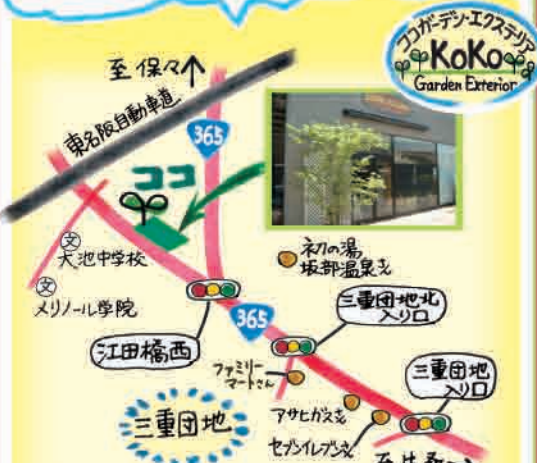 ココガーデン・エクステリア
KoKo
Garden Exterior
至 保々↑
東名阪自動車道
365
ココ
文
大池中学校
文
メリノール学院
初の湯
坂部温泉さん
江田橋西
365
三重団地北
入り口
ファミリー
マートさん
三重団地
入り口
三重団地
アサヒガスさん
セブンイレブンさん